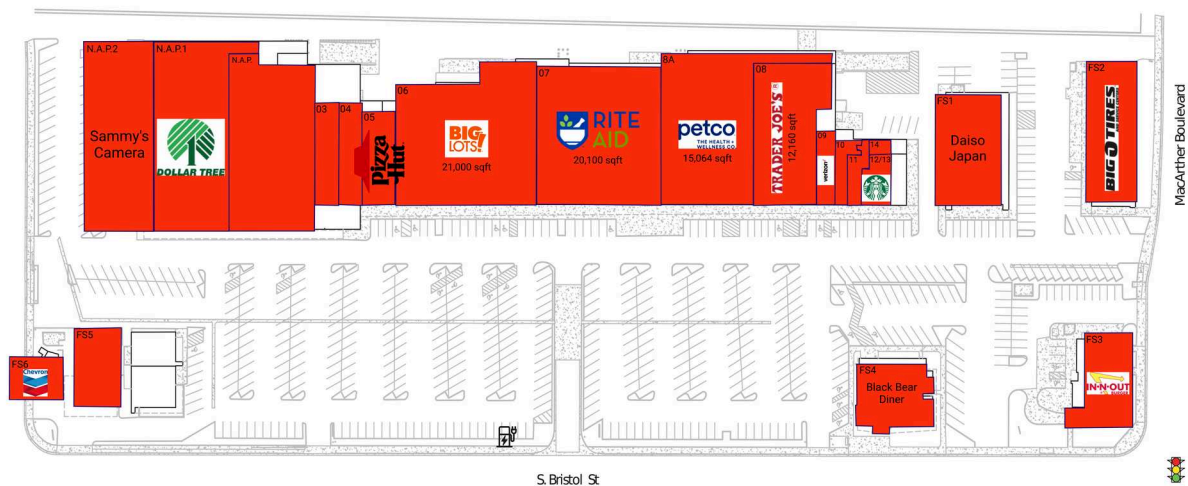 N.A.P.2
N.A.P.1
N.A.P.
Sammy's
Camera
DOLLAR TREE
03
04
05
Pizza
Hut
06
BIG
LOTS!
21,000 sqft
07
RITE
AID
20,100 sqft
8A
petco
THE HEALTH +
WELLNESS CO.
15,064 sqft
08
TRADER JOE'S
12,160 sqft
09
verizon
10
11
14
12/13
FS1
Daiso
Japan
FS2
BIG O TIRES
MacArther Boulevard
FS6
Chevron
FS5
FS4
Black Bear
Diner
FS3
IN-N-OUT
BURGER
S. Bristol St